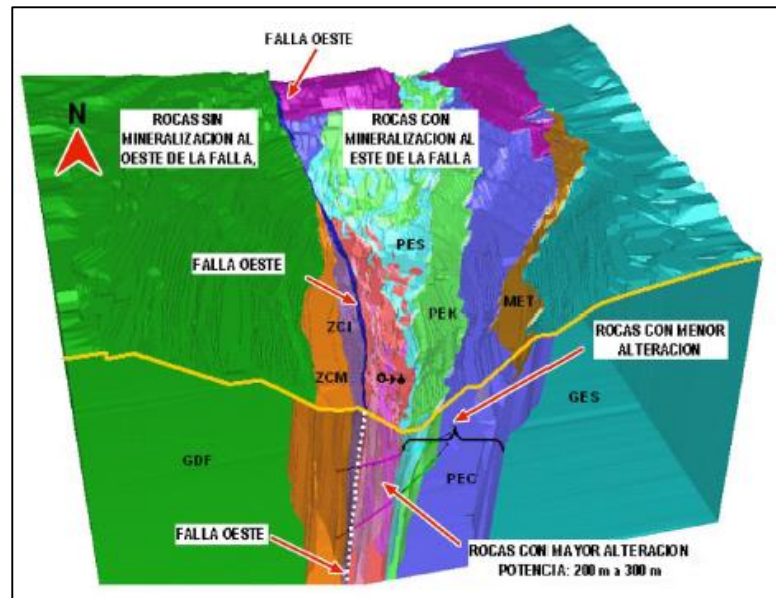 FALLA OESTE
N
ROCAS SIN
MINERALIZACION AL
OESTE DE LA FALLA,
ROCAS CON
MINERALIZACION AL
ESTE DE LA FALLA
PES
FALLA OESTE
MET
PEK
ZCI
ROCAS CON MENOR
ALTERACION
ZCM
GES
GDF
PEC
FALLA OESTE
ROCAS CON MAYOR ALTERACION
POTENCIA: 200 m a 300 m